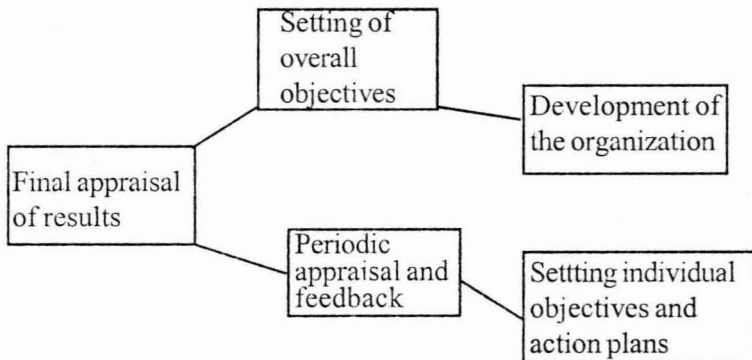 Setting of
overall
objectives
Development of
the organization
Final appraisal
of results
Periodic
appraisal and
feedback
Settting individual
objectives and
action plans